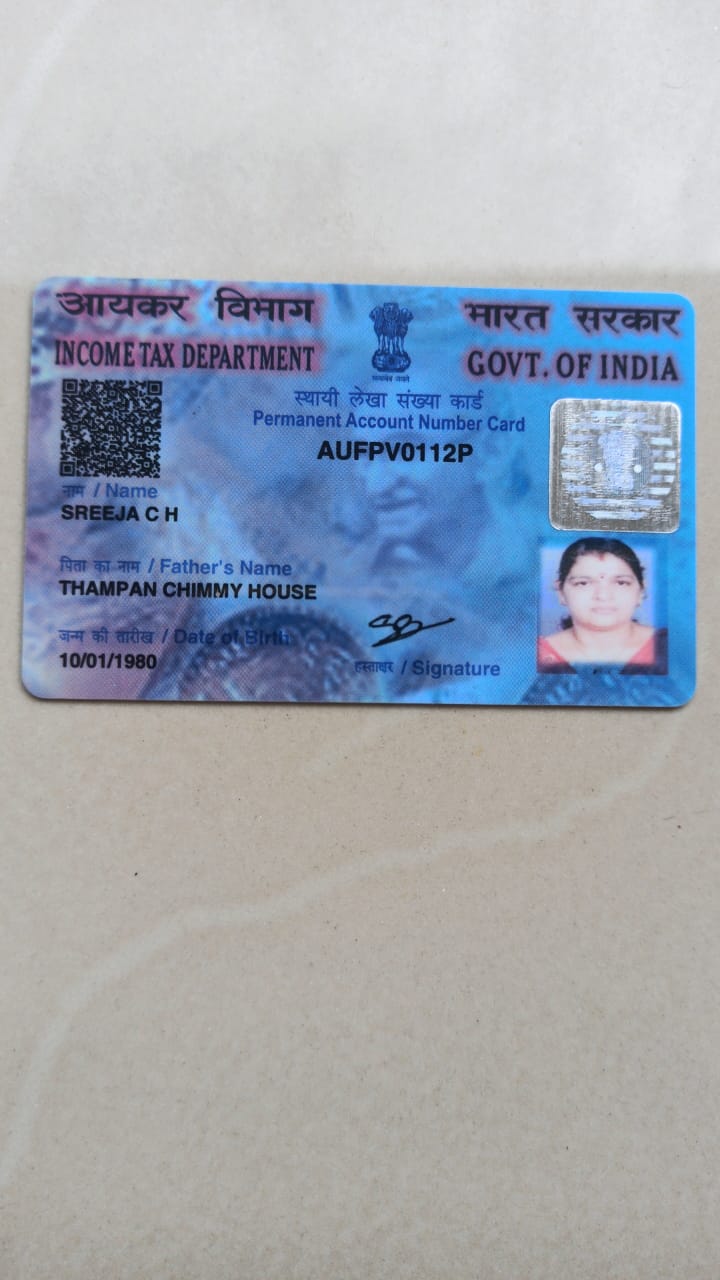 आयकर विभाग
INCOME TAX DEPARTMENT
भारत सरकार
GOVT. OF INDIA
सत्यमेव जयते
स्थायी लेखा संख्या कार्ड
Permanent Account Number Card
AUFPV0112P
नाम / Name
SREEJA C H
पिता का नाम / Father's Name
THAMPAN CHIMMY HOUSE
जन्म की तारीख / Date of Birth
10/01/1980
हस्ताक्षर / Signature